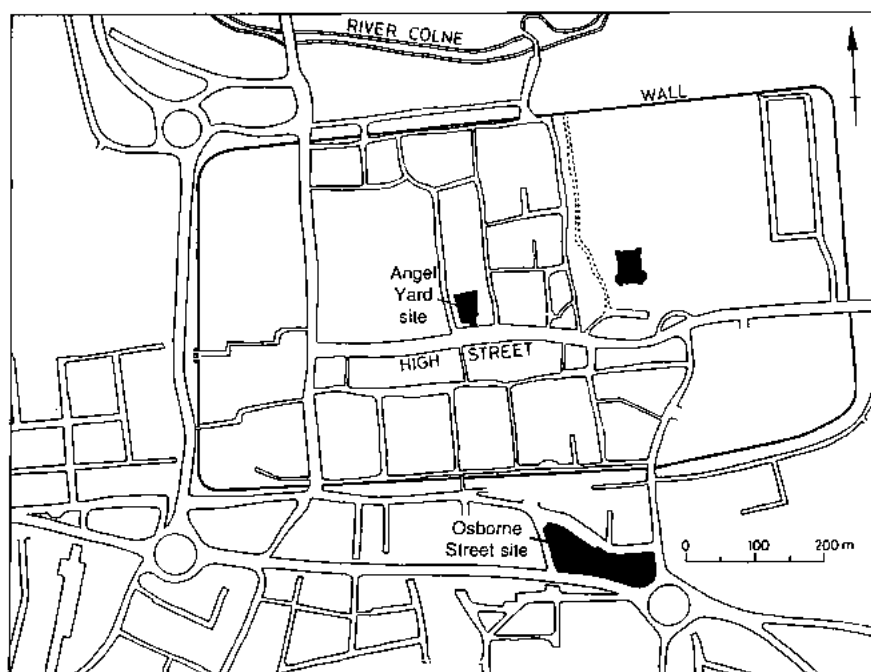 RIVER COLNE
WALL
Angel
Yard
site
HIGH STREET
Osborne
Street site
0 100 200 m